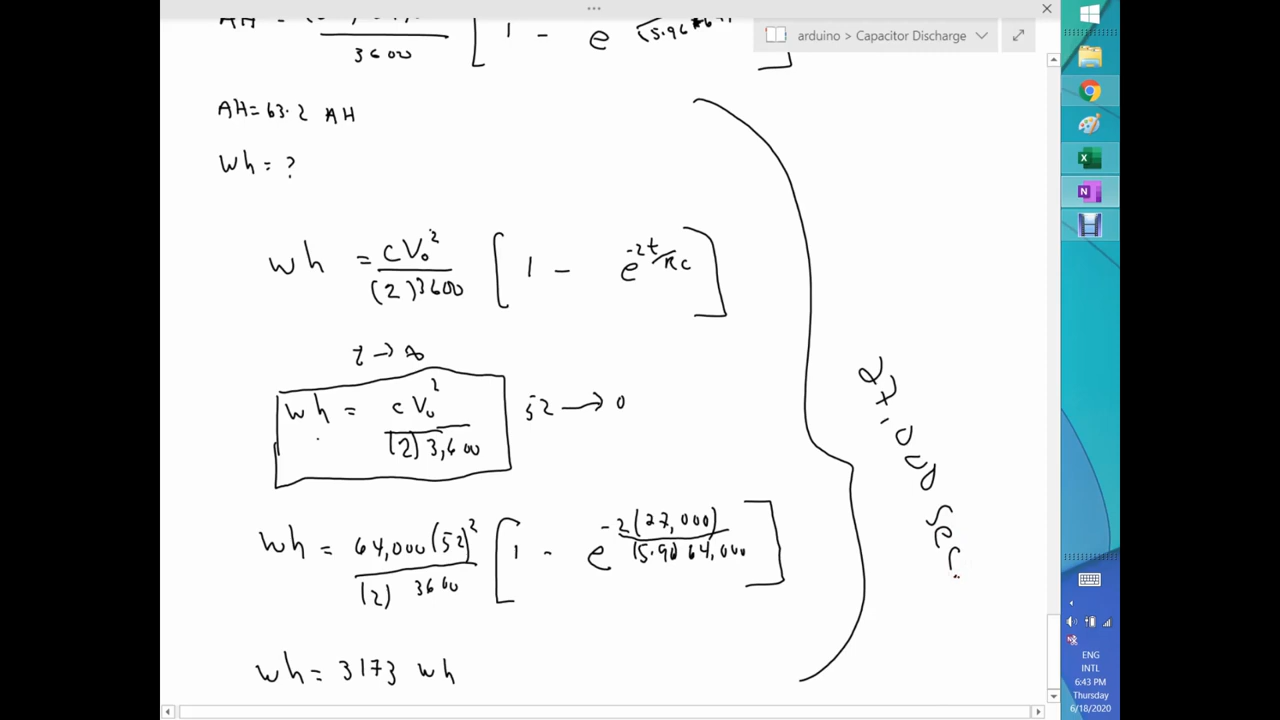 3600 [ 1 - e
arduino > Capacitor Discharge
AH = 63.2 AH
Wh = ?
Wh = CV₀² / (2)3600 [ 1 - e^(-2t/RC) ]
t → ∞
Wh = CV₀² / (2) 3,600
52 → 0
Wh = 64,000(52)² / (2) 3600 [ 1 - e^(-2(27,000) / (5.96) 64,000) ]
Wh = 3173 Wh
27,000 sec.
ENG
INTL
6:43 PM
Thursday
6/18/2020